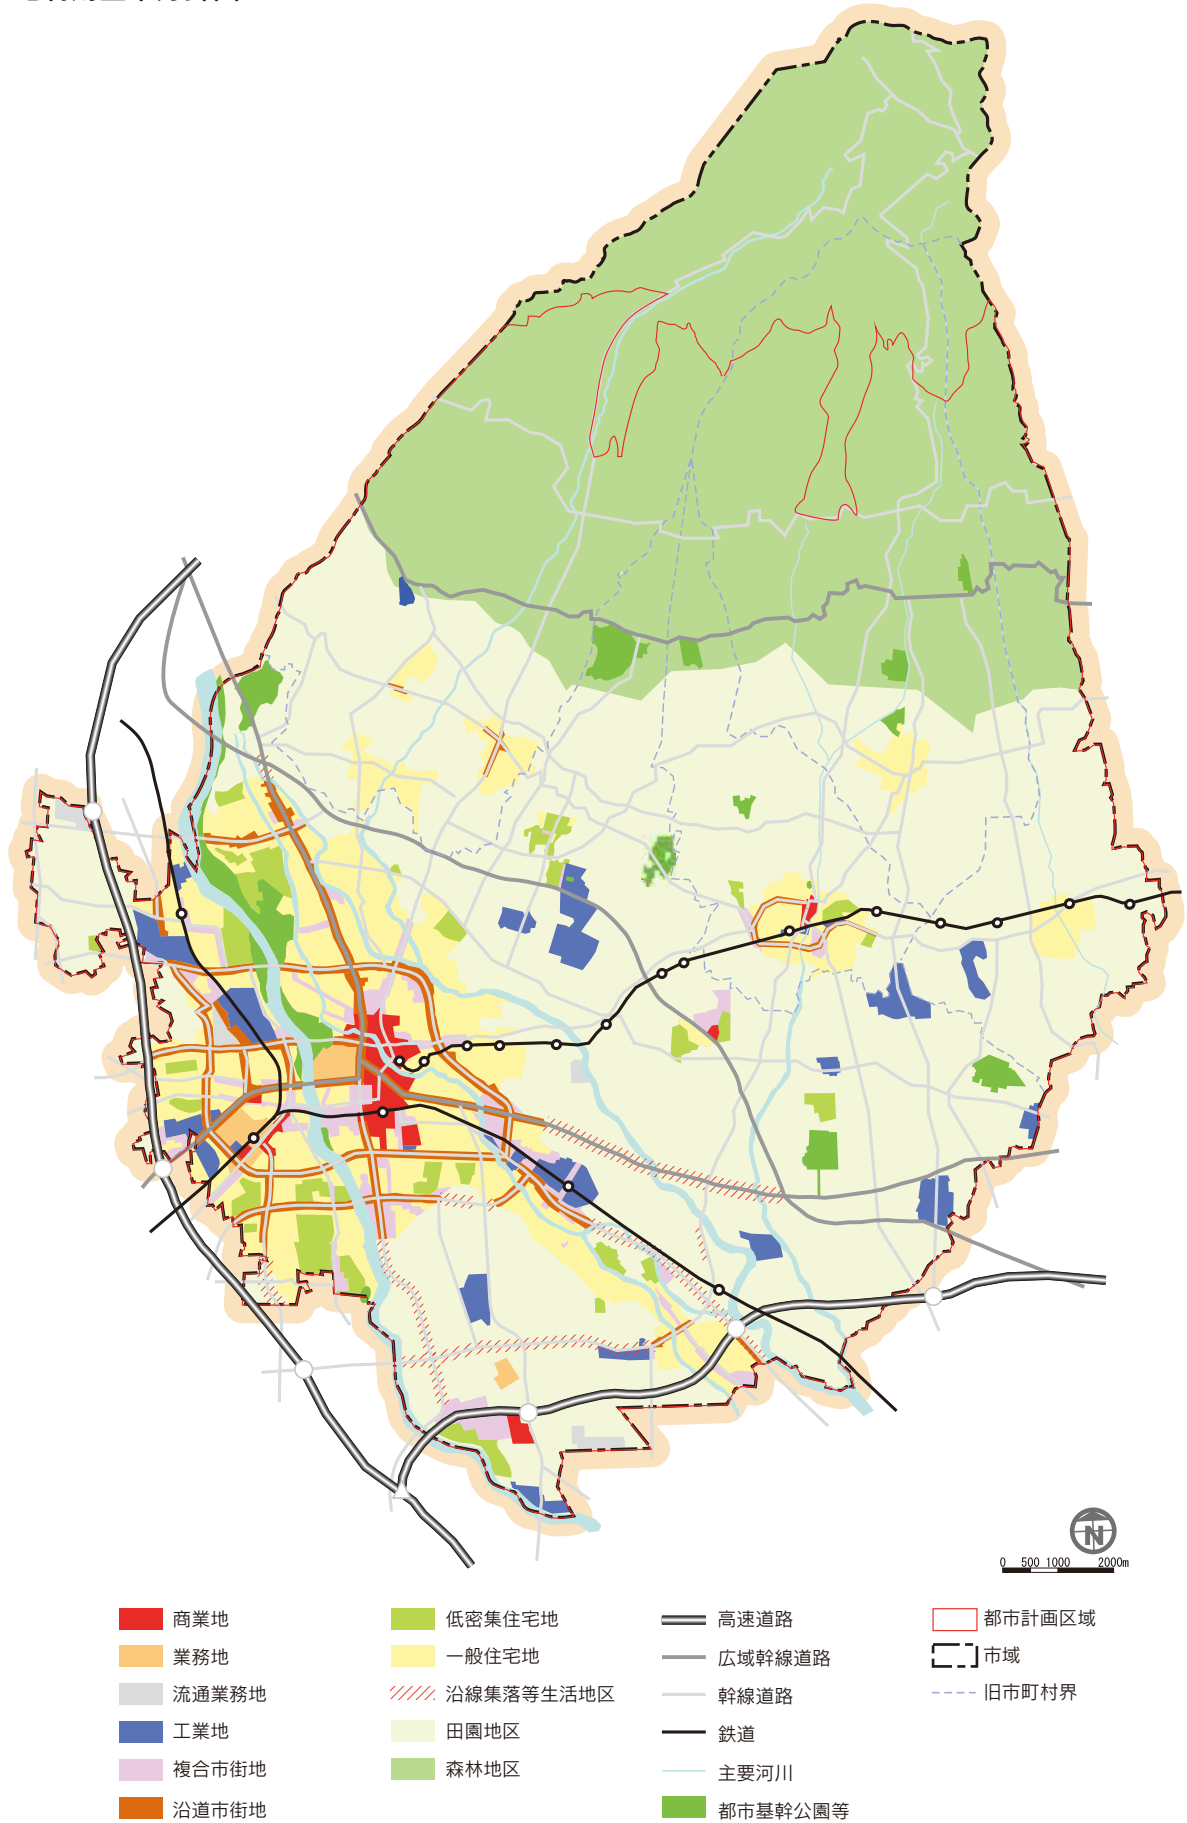 N
0 500 1000 2000m
商業地
業務地
流通業務地
工業地
複合市街地
沿道市街地
低密集住宅地
一般住宅地
沿線集落等生活地区
田園地区
森林地区
高速道路
広域幹線道路
幹線道路
鉄道
主要河川
都市基幹公園等
都市計画区域
市域
旧市町村界